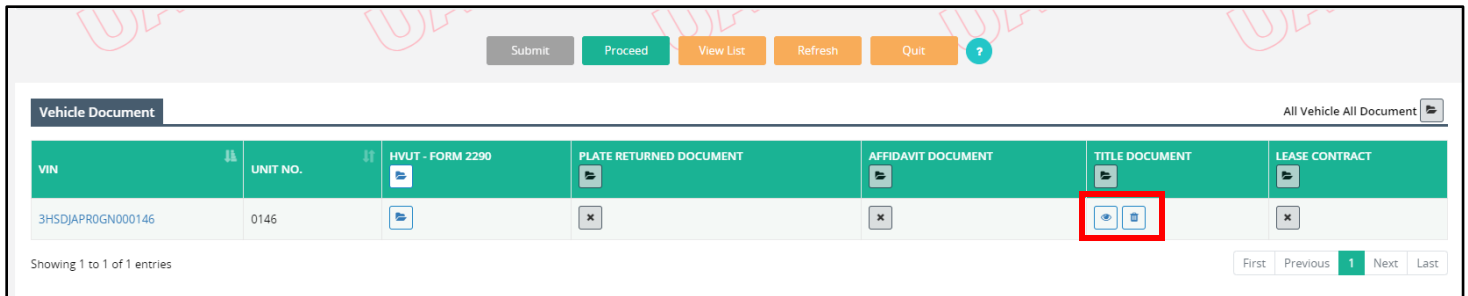 Submit Proceed View List Refresh Quit ?
Vehicle Document All Vehicle All Document
VIN UNIT NO. HVUT - FORM 2290 PLATE RETURNED DOCUMENT AFFIDAVIT DOCUMENT TITLE DOCUMENT LEASE CONTRACT
3HSDJAPR0GN000146 0146
Showing 1 to 1 of 1 entries First Previous 1 Next Last